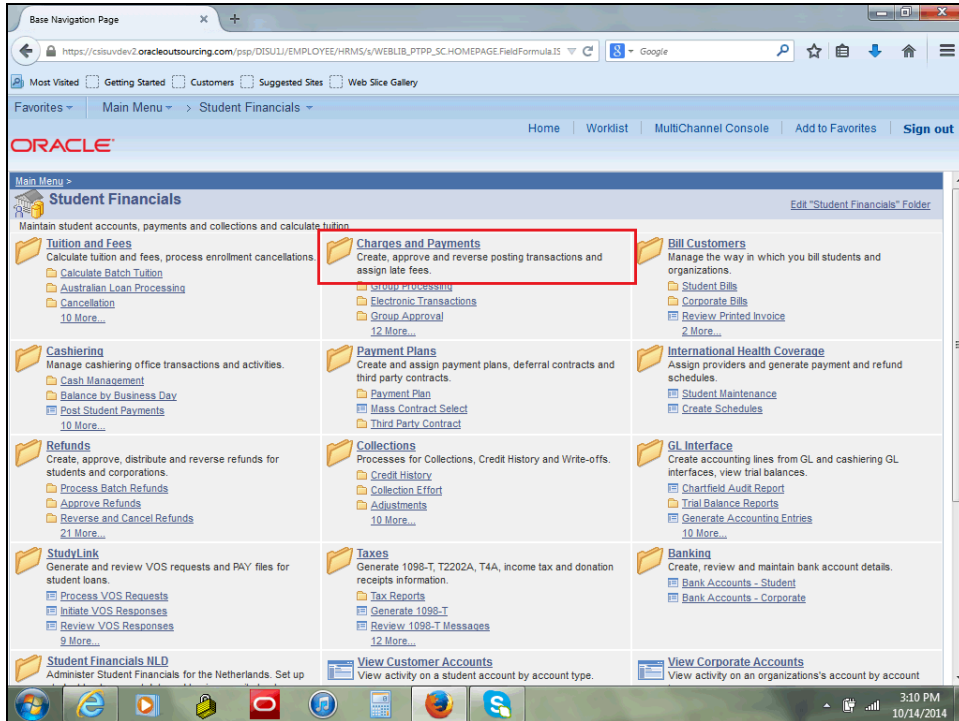 Base Navigation Page
https://csisuvdev2.oracleoutsourcing.com/psp/DISU1J/EMPLOYEE/HRMS/s/WEBLIB_PTPP_SC.HOMEPAGE.FieldFormula.IS
Google
Most Visited Getting Started Customers Suggested Sites Web Slice Gallery
Favorites Main Menu > Student Financials
Home Worklist MultiChannel Console Add to Favorites Sign out
ORACLE
Main Menu >
Student Financials
Edit "Student Financials" Folder
Maintain student accounts, payments and collections and calculate tuition.
Tuition and Fees
Calculate tuition and fees, process enrollment cancellations.
Calculate Batch Tuition
Australian Loan Processing
Cancellation
10 More...
Charges and Payments
Create, approve and reverse posting transactions and
assign late fees.
Group Processing
Electronic Transactions
Group Approval
12 More...
Bill Customers
Manage the way in which you bill students and
organizations.
Student Bills
Corporate Bills
Review Printed Invoice
2 More...
Cashiering
Manage cashiering office transactions and activities.
Cash Management
Balance by Business Day
Post Student Payments
10 More...
Payment Plans
Create and assign payment plans, deferral contracts and
third party contracts.
Payment Plan
Mass Contract Select
Third Party Contract
International Health Coverage
Assign providers and generate payment and refund
schedules.
Student Maintenance
Create Schedules
Refunds
Create, approve, distribute and reverse refunds for
students and corporations.
Process Batch Refunds
Approve Refunds
Reverse and Cancel Refunds
21 More...
Collections
Processes for Collections, Credit History and Write-offs.
Credit History
Collection Effort
Adjustments
10 More...
GL Interface
Create accounting lines from GL and cashiering GL
interfaces, view trial balances.
Chartfield Audit Report
Trial Balance Reports
Generate Accounting Entries
10 More...
StudyLink
Generate and review VOS requests and PAY files for
student loans.
Process VOS Requests
Initiate VOS Responses
Review VOS Responses
9 More...
Taxes
Generate 1098-T, T2202A, T4A, income tax and donation
receipts information.
Tax Reports
Generate 1098-T
Review 1098-T Messages
12 More...
Banking
Create, review and maintain bank account details.
Bank Accounts - Student
Bank Accounts - Corporate
Student Financials NLD
Administer Student Financials for the Netherlands. Set up
View Customer Accounts
View activity on a student account by account type.
View Corporate Accounts
View activity on an organizations's account by account
3:10 PM
10/14/2014